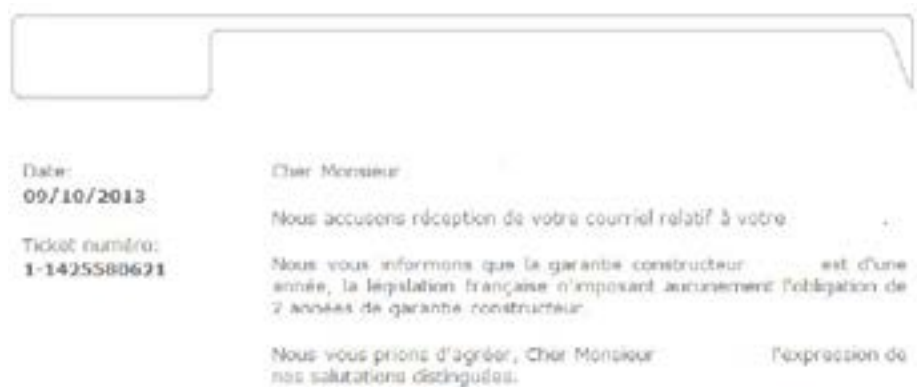 Date:
09/10/2013
Ticket numéro:
1-1425580621
Cher Monsieur
Nous accusons réception de votre courriel relatif à votre .
Nous vous informons que la garantie constructeur est d'une
année, la législation française n'imposant aucunement l'obligation de
2 années de garantie constructeur.
Nous vous prions d'agréer, Cher Monsieur l'expression de
nos salutations distinguées.